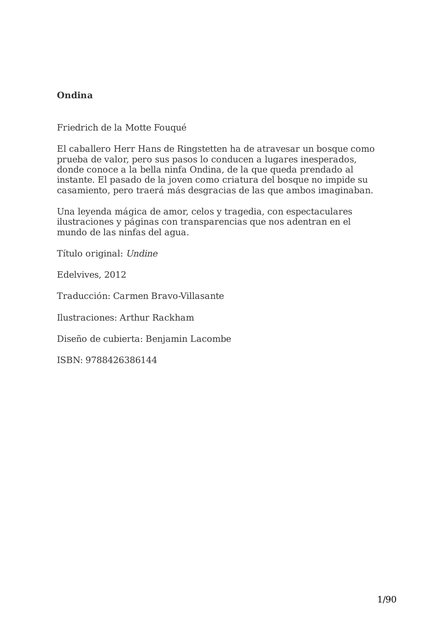 Ondina
Friedrich de la Motte Fouqué
El caballero Herr Hans de Ringstetten ha de atravesar un bosque como
prueba de valor, pero sus pasos lo conducen a lugares inesperados,
donde conoce a la bella ninfa Ondina, de la que queda prendado al
instante. El pasado de la joven como criatura del bosque no impide su
casamiento, pero traerá más desgracias de las que ambos imaginaban.
Una leyenda mágica de amor, celos y tragedia, con espectaculares
ilustraciones y páginas con transparencias que nos adentran en el
mundo de las ninfas del agua.
Título original: Undine
Edelvives, 2012
Traducción: Carmen Bravo-Villasante
Ilustraciones: Arthur Rackham
Diseño de cubierta: Benjamin Lacombe
ISBN: 9788426386144
1/90